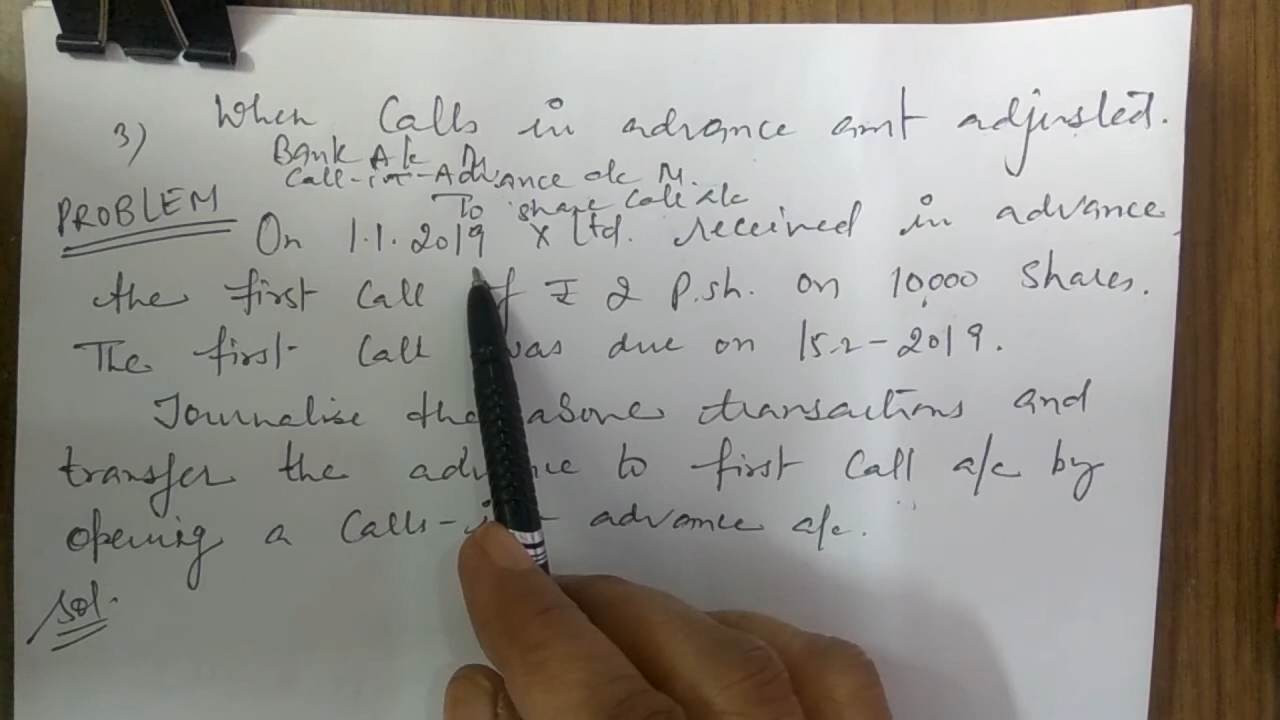 3) When Calls in advance amt adjusted.
Bank A/c Dr
Call-in-Advance a/c Dr.
To share Call a/c
PROBLEM
On 1.1.2019 X Ltd. received in advance
the first Call of ₹ 2 P.sh. on 10,000 Shares.
The first Call was due on 15.2-2019.
Journalise the above transactions and
transfer the advance to first Call a/c by
opening a Calls-in- advance a/c.
Sol.